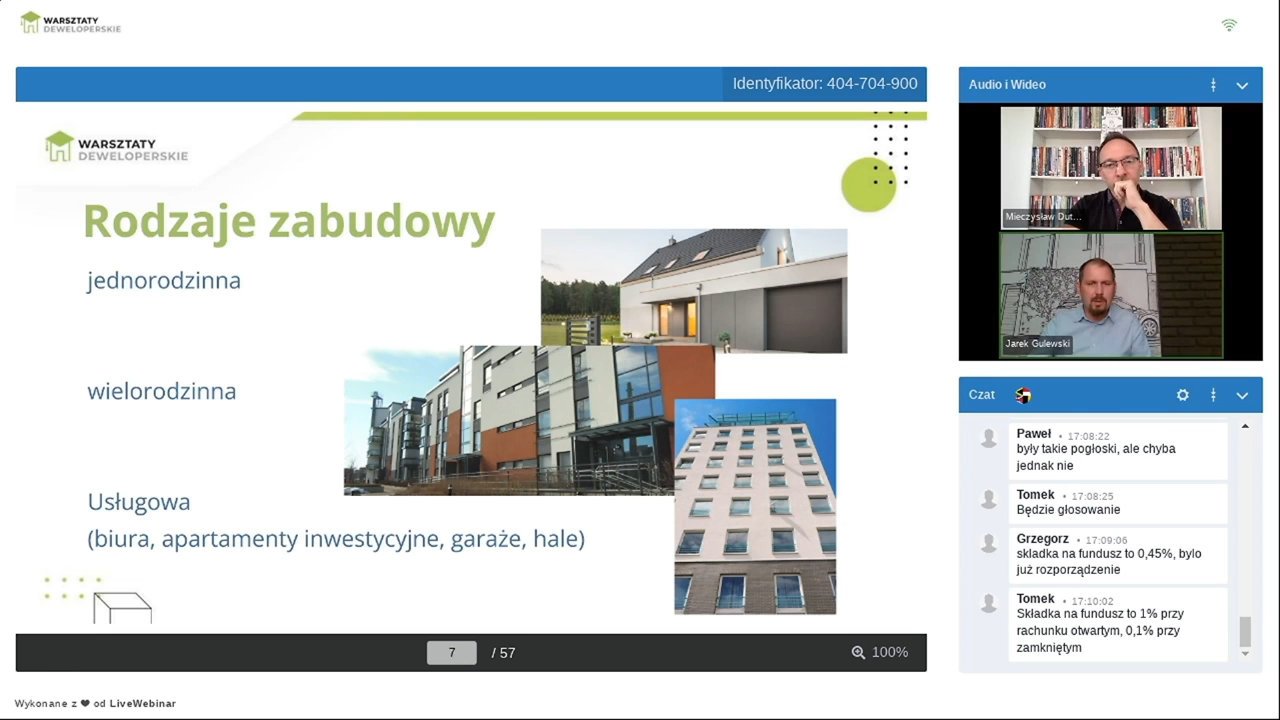 WARSZTATY
DEWELOPERSKIE
Identyfikator: 404-704-900
WARSZTATY
DEWELOPERSKIE
Rodzaje zabudowy
jednorodzinna
wielorodzinna
Usługowa
(biura, apartamenty inwestycyjne, garaże, hale)
7 / 57
100%
Audio i Wideo
Mieczysław Dut...
Jarek Gulewski
Czat
Paweł • 17:08:22
były takie pogłoski, ale chyba
jednak nie
Tomek • 17:08:25
Będzie głosowanie
Grzegorz • 17:09:06
skladka na fundusz to 0,45%, bylo
już rozporządzenie
Tomek • 17:10:02
Składka na fundusz to 1% przy
rachunku otwartym, 0,1% przy
zamkniętym
Wykonane z ❤ od LiveWebinar